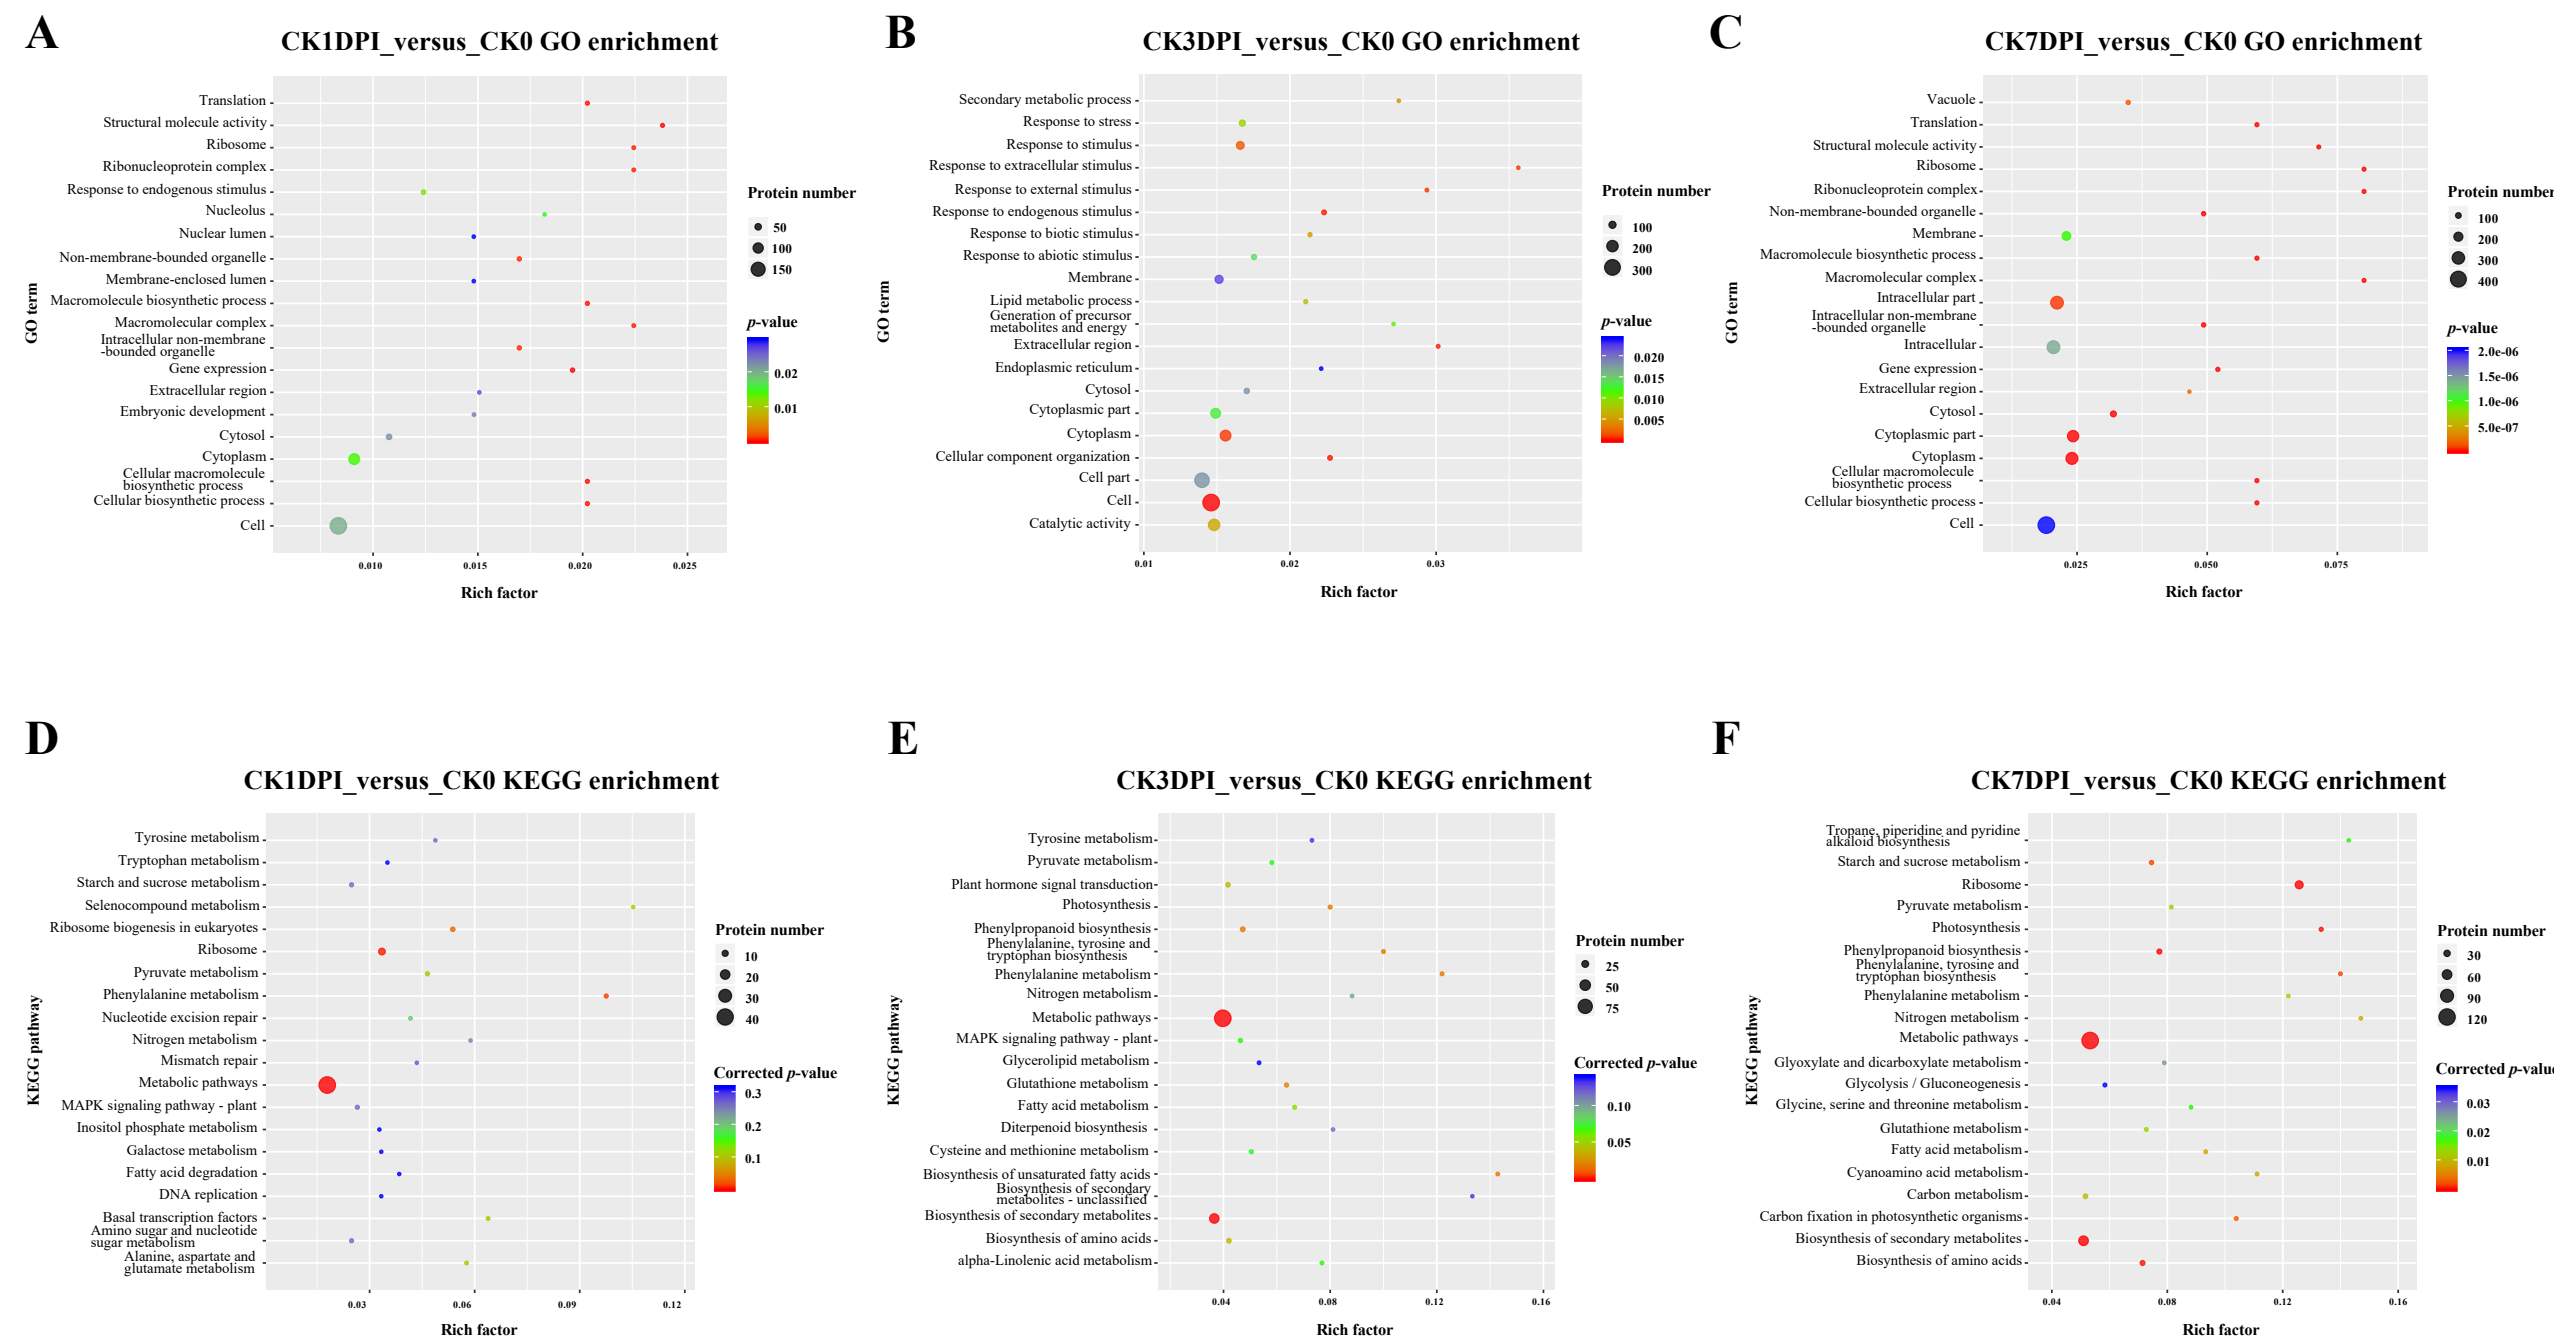 A
CK1DPI_versus_CK0 GO enrichment
GO term
Translation
Structural molecule activity
Ribosome
Ribonucleoprotein complex
Response to endogenous stimulus
Nucleolus
Nuclear lumen
Non-membrane-bounded organelle
Membrane-enclosed lumen
Macromolecule biosynthetic process
Macromolecular complex
Intracellular non-membrane
-bounded organelle
Gene expression
Extracellular region
Embryonic development
Cytosol
Cytoplasm
Cellular macromolecule
biosynthetic process
Cellular biosynthetic process
Cell
0.010
0.015
0.020
0.025
Rich factor
Protein number
50
100
150
p-value
0.02
0.01
B
CK3DPI_versus_CK0 GO enrichment
GO term
Secondary metabolic process
Response to stress
Response to stimulus
Response to extracellular stimulus
Response to external stimulus
Response to endogenous stimulus
Response to biotic stimulus
Response to abiotic stimulus
Membrane
Lipid metabolic process
Generation of precursor
metabolites and energy
Extracellular region
Endoplasmic reticulum
Cytosol
Cytoplasmic part
Cytoplasm
Cellular component organization
Cell part
Cell
Catalytic activity
0.01
0.02
0.03
Rich factor
Protein number
100
200
300
p-value
0.020
0.015
0.010
0.005
C
CK7DPI_versus_CK0 GO enrichment
GO term
Vacuole
Translation
Structural molecule activity
Ribosome
Ribonucleoprotein complex
Non-membrane-bounded organelle
Membrane
Macromolecule biosynthetic process
Macromolecular complex
Intracellular part
Intracellular non-membrane
-bounded organelle
Intracellular
Gene expression
Extracellular region
Cytosol
Cytoplasmic part
Cytoplasm
Cellular macromolecule
biosynthetic process
Cellular biosynthetic process
Cell
0.025
0.050
0.075
Rich factor
Protein number
100
200
300
400
p-value
2.0e-06
1.5e-06
1.0e-06
5.0e-07
D
CK1DPI_versus_CK0 KEGG enrichment
KEGG pathway
Tyrosine metabolism
Tryptophan metabolism
Starch and sucrose metabolism
Selenocompound metabolism
Ribosome biogenesis in eukaryotes
Ribosome
Pyruvate metabolism
Phenylalanine metabolism
Nucleotide excision repair
Nitrogen metabolism
Mismatch repair
Metabolic pathways
MAPK signaling pathway - plant
Inositol phosphate metabolism
Galactose metabolism
Fatty acid degradation
DNA replication
Basal transcription factors
Amino sugar and nucleotide
sugar metabolism
Alanine, aspartate and
glutamate metabolism
0.03
0.06
0.09
0.12
Rich factor
Protein number
10
20
30
40
Corrected p-value
0.3
0.2
0.1
E
CK3DPI_versus_CK0 KEGG enrichment
KEGG pathway
Tyrosine metabolism
Pyruvate metabolism
Plant hormone signal transduction
Photosynthesis
Phenylpropanoid biosynthesis
Phenylalanine, tyrosine and
tryptophan biosynthesis
Phenylalanine metabolism
Nitrogen metabolism
Metabolic pathways
MAPK signaling pathway - plant
Glycerolipid metabolism
Glutathione metabolism
Fatty acid metabolism
Diterpenoid biosynthesis
Cysteine and methionine metabolism
Biosynthesis of unsaturated fatty acids
Biosynthesis of secondary
metabolites - unclassified
Biosynthesis of secondary metabolites
Biosynthesis of amino acids
alpha-Linolenic acid metabolism
0.04
0.08
0.12
0.16
Rich factor
Protein number
25
50
75
Corrected p-value
0.10
0.05
F
CK7DPI_versus_CK0 KEGG enrichment
KEGG pathway
Tropane, piperidine and pyridine
alkaloid biosynthesis
Starch and sucrose metabolism
Ribosome
Pyruvate metabolism
Photosynthesis
Phenylpropanoid biosynthesis
Phenylalanine, tyrosine and
tryptophan biosynthesis
Phenylalanine metabolism
Nitrogen metabolism
Metabolic pathways
Glyoxylate and dicarboxylate metabolism
Glycolysis / Gluconeogenesis
Glycine, serine and threonine metabolism
Glutathione metabolism
Fatty acid metabolism
Cyanoamino acid metabolism
Carbon metabolism
Carbon fixation in photosynthetic organisms
Biosynthesis of secondary metabolites
Biosynthesis of amino acids
0.04
0.08
0.12
0.16
Rich factor
Protein number
30
60
90
120
Corrected p-value
0.03
0.02
0.01